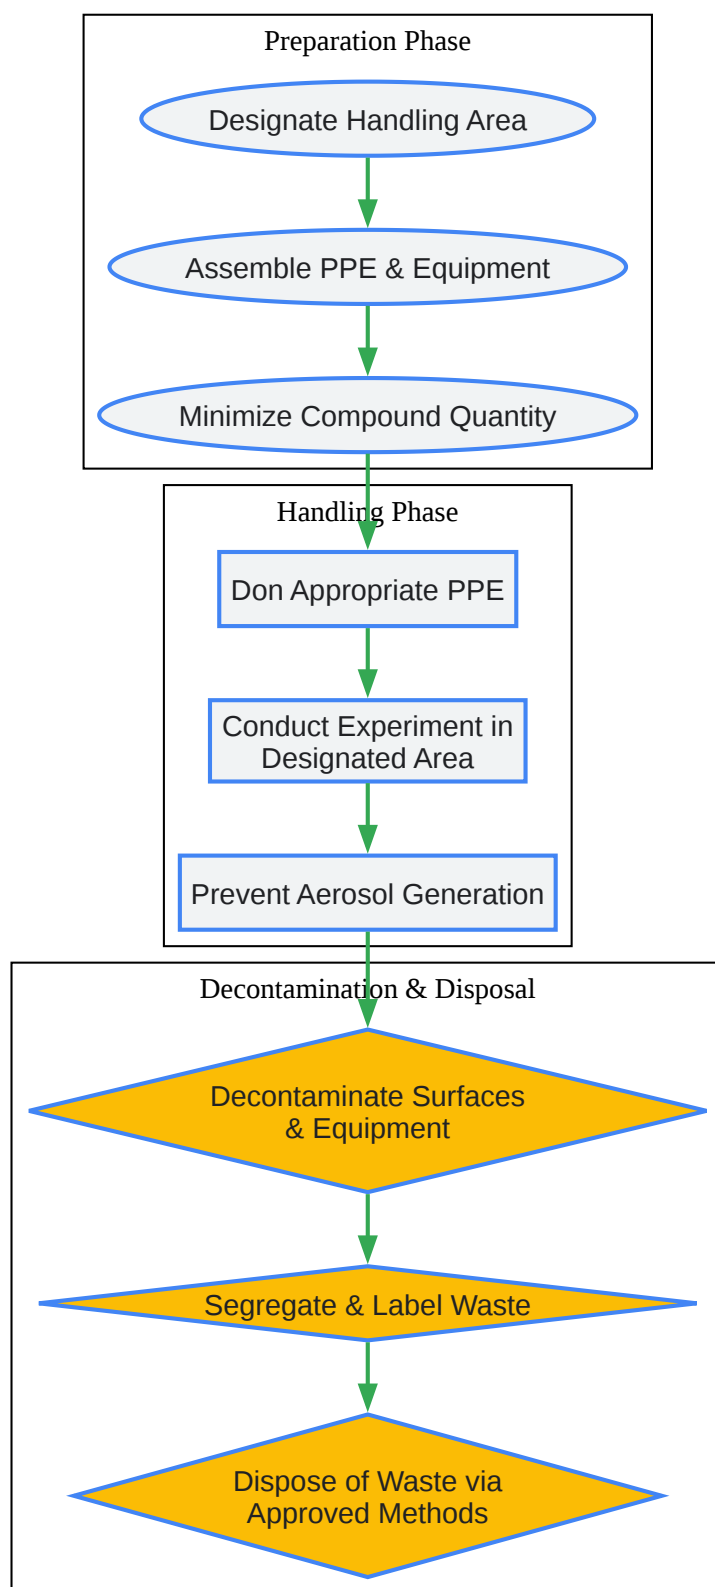 Preparation Phase
Designate Handling Area
Assemble PPE & Equipment
Minimize Compound Quantity
Handling Phase
Don Appropriate PPE
Conduct Experiment in
Designated Area
Prevent Aerosol Generation
Decontamination & Disposal
Decontaminate Surfaces
& Equipment
Segregate & Label Waste
Dispose of Waste via
Approved Methods